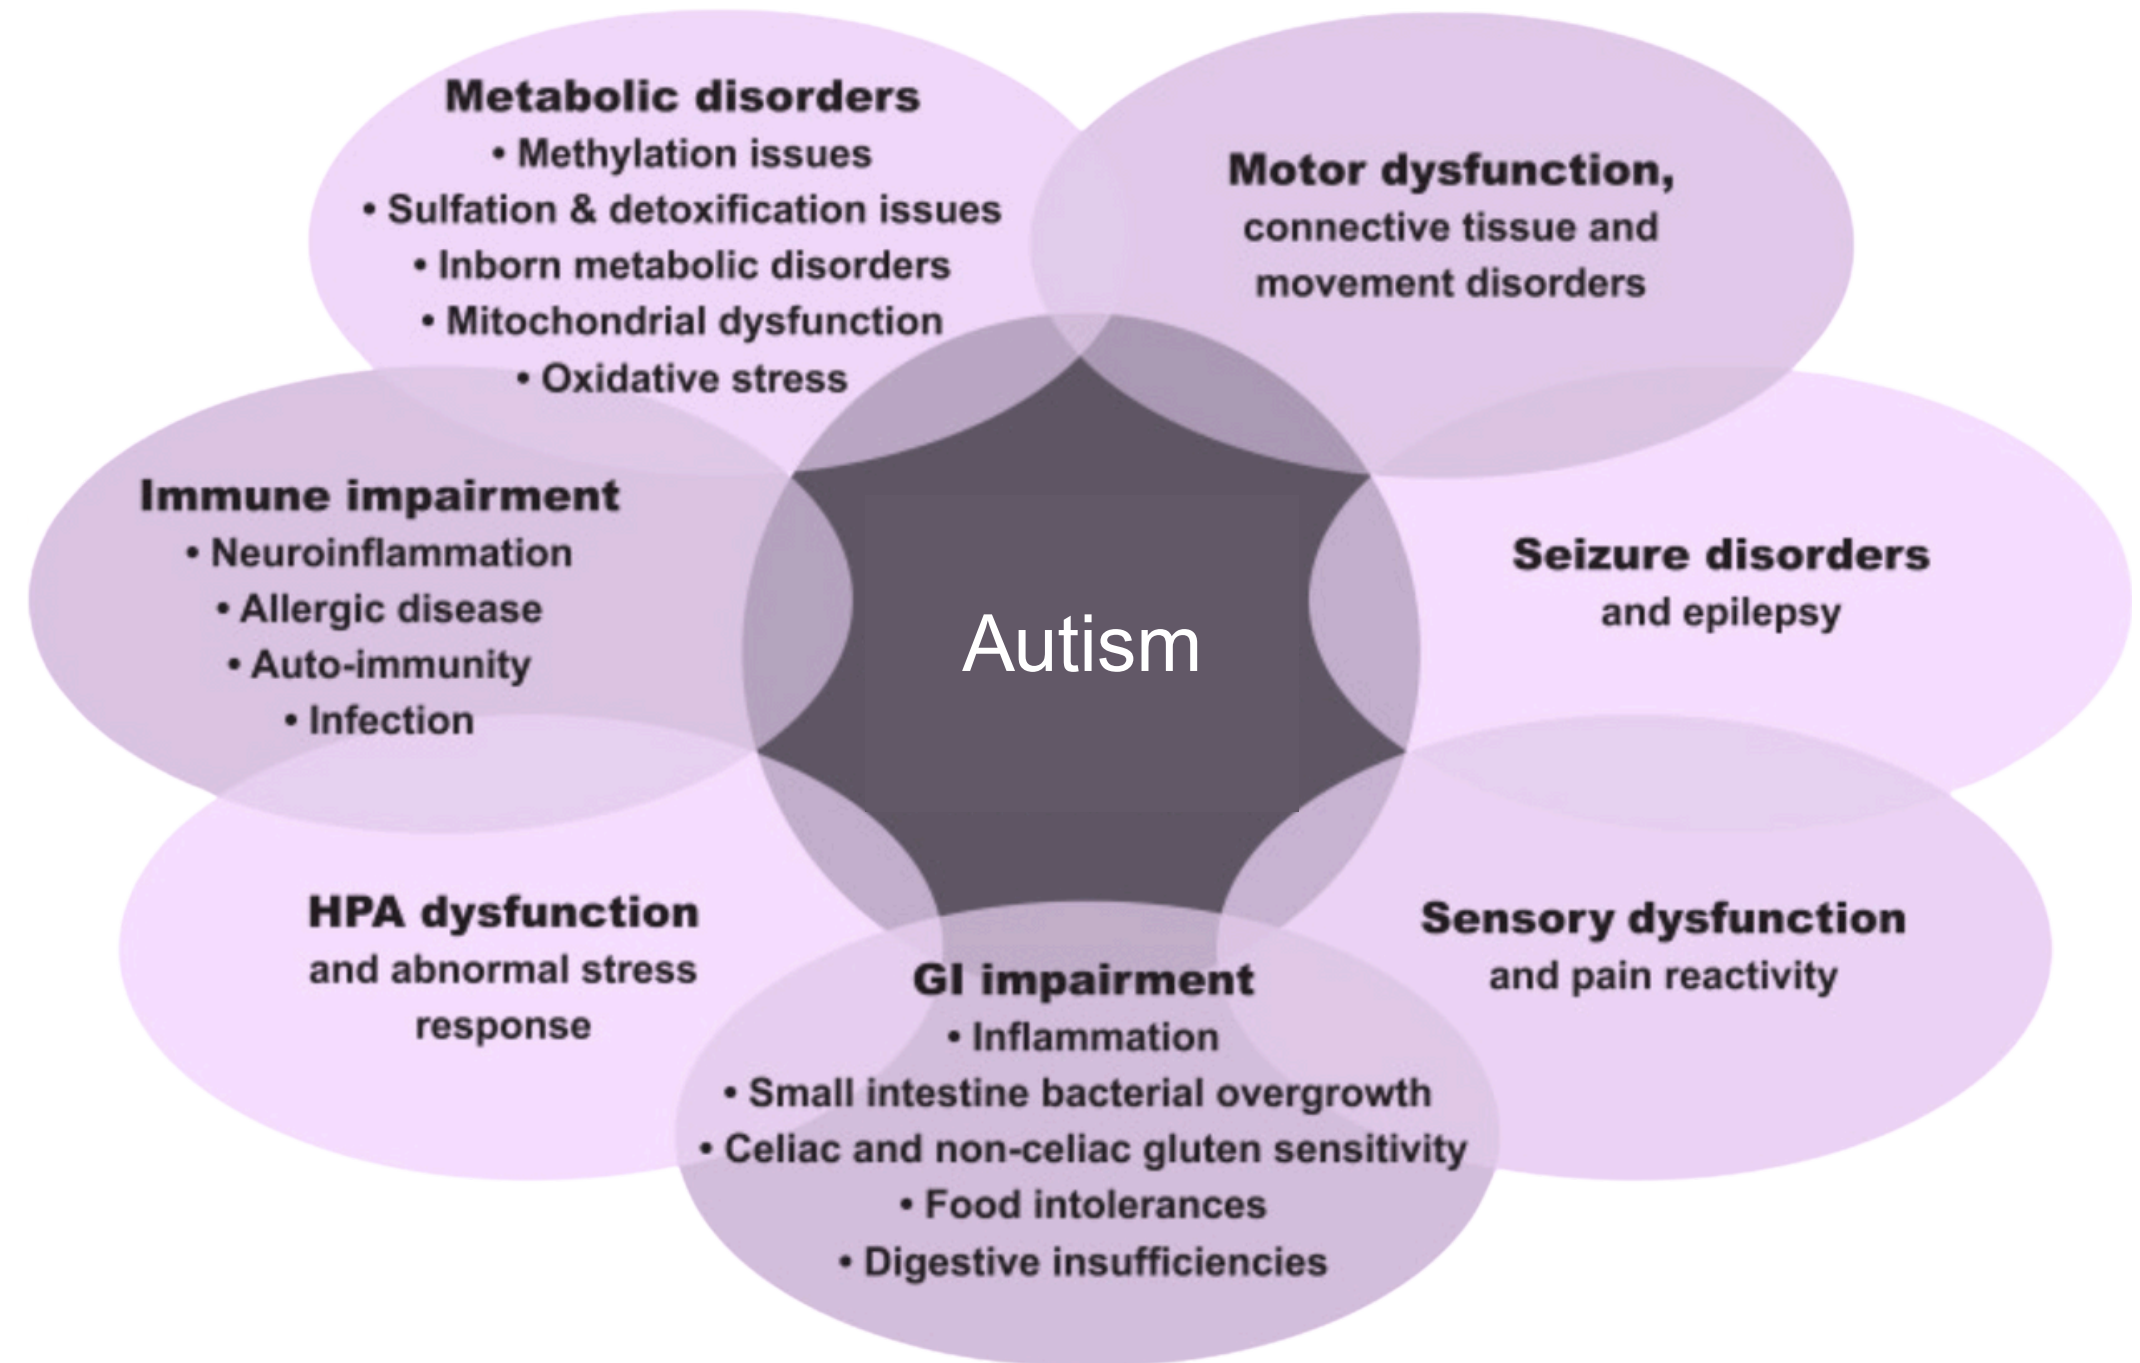 Metabolic disorders
• Methylation issues
• Sulfation & detoxification issues
• Inborn metabolic disorders
• Mitochondrial dysfunction
• Oxidative stress
Motor dysfunction,
connective tissue and
movement disorders
Immune impairment
• Neuroinflammation
• Allergic disease
• Auto-immunity
• Infection
Autism
Seizure disorders
and epilepsy
HPA dysfunction
and abnormal stress
response
GI impairment
• Inflammation
• Small intestine bacterial overgrowth
• Celiac and non-celiac gluten sensitivity
• Food intolerances
• Digestive insufficiencies
Sensory dysfunction
and pain reactivity